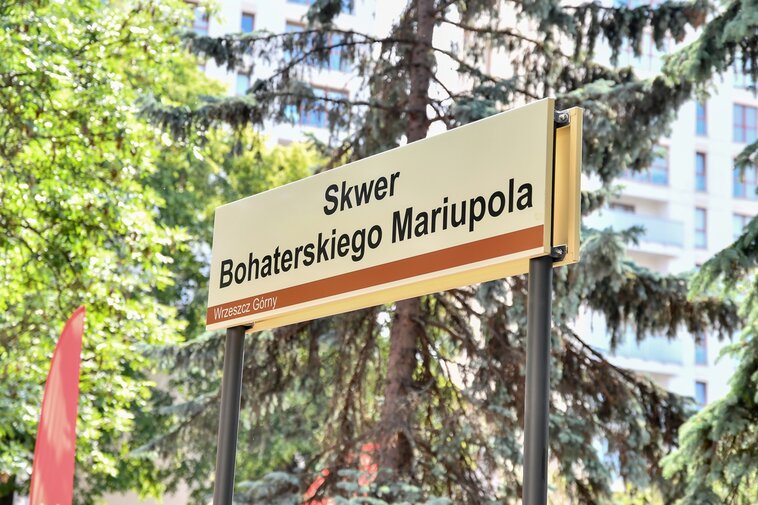 Skwer
Bohaterskiego Mariupola
Wrzeszcz Górny